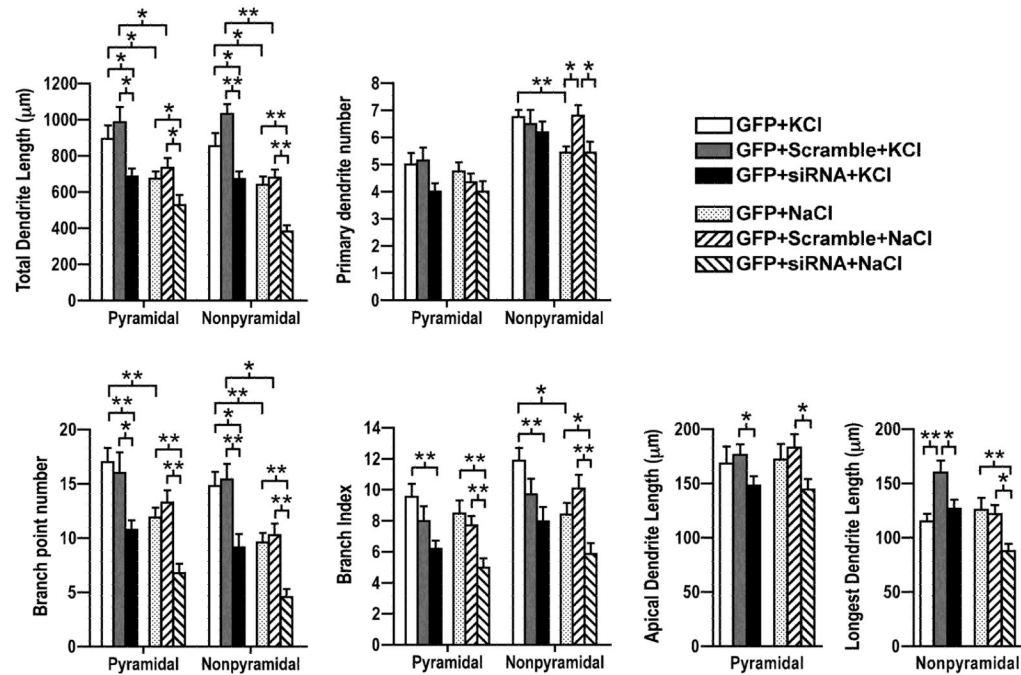 Total Dendrite Length (μm)
1200
1000
800
600
400
200
0
Pyramidal Nonpyramidal
* * * * * *
** * * ** ** **
Primary dendrite number
8
7
6
5
4
3
2
1
0
Pyramidal Nonpyramidal
** * *
GFP+KCl
GFP+Scramble+KCl
GFP+siRNA+KCl
GFP+NaCl
GFP+Scramble+NaCl
GFP+siRNA+NaCl
Branch point number
20
15
10
5
0
Pyramidal Nonpyramidal
** ** * ** **
* ** * ** ** **
Branch Index
14
12
10
8
6
4
2
0
Pyramidal Nonpyramidal
** ** **
* ** * **
Apical Dendrite Length (μm)
200
150
100
50
0
Pyramidal
* *
Longest Dendrite Length (μm)
200
150
100
50
0
Nonpyramidal
** * ** *